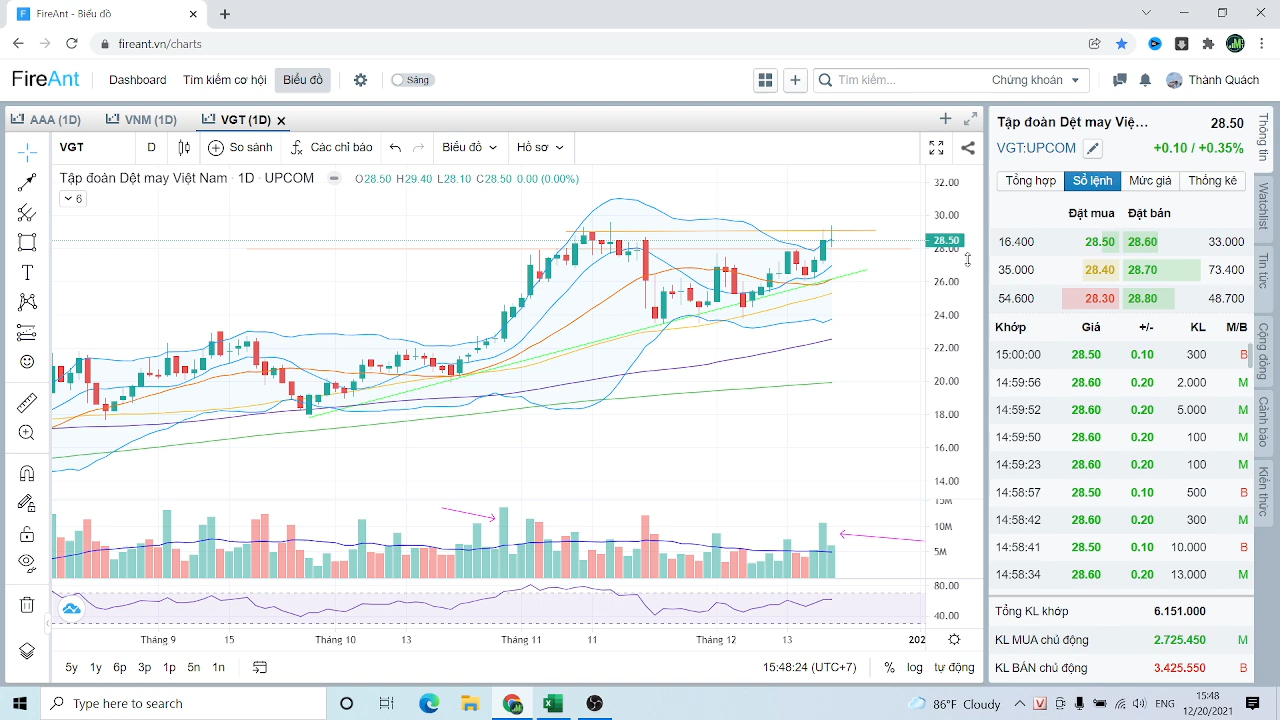 FireAnt - Biểu đồ
fireant.vn/charts
FireAnt
Dashboard
Tìm kiếm cơ hội
Biểu đồ
Sáng
Tìm kiếm...
Chứng khoán
Thành Quách
AAA (1D)
VNM (1D)
VGT (1D)
VGT
D
So sánh
Các chỉ báo
Biểu đồ
Hồ sơ
Tập đoàn Dệt may Việt Nam · 1D · UPCOM
O28.50 H29.40 L28.10 C28.50 0.00 (0.00%)
6
32.00
30.00
28.50
28.00
26.00
24.00
22.00
20.00
18.00
16.00
14.00
15M
10M
5M
80.00
40.00
Tháng 9
15
Tháng 10
13
Tháng 11
11
Tháng 12
13
202
5y 1y 6p 3p 1p 5n 1n
15:48:24 (UTC+7)
% log tự động
Tập đoàn Dệt may Việ... 28.50
VGT:UPCOM +0.10 / +0.35%
Tổng hợp Sổ lệnh Mức giá Thống kê
Đặt mua Đặt bán
16.400 28.50 28.60 33.000
35.000 28.40 28.70 73.400
54.600 28.30 28.80 48.700
Khớp Giá +/- KL M/B
15:00:00 28.50 0.10 300 B
14:59:56 28.60 0.20 2.000 M
14:59:52 28.60 0.20 5.000 M
14:59:50 28.60 0.20 100 M
14:59:23 28.60 0.20 100 M
14:58:57 28.50 0.10 500 B
14:58:42 28.60 0.20 300 M
14:58:41 28.50 0.10 10.000 B
14:58:34 28.60 0.20 13.000 M
Tổng KL khớp 6.151.000
KL MUA chủ động 2.725.450 M
KL BÁN chủ động 3.425.550 B
Thông tin
Watchlist
Tin tức
Cộng đồng
Cảnh báo
Kiến thức
Type here to search
86°F Cloudy
ENG
15:48
12/20/2021